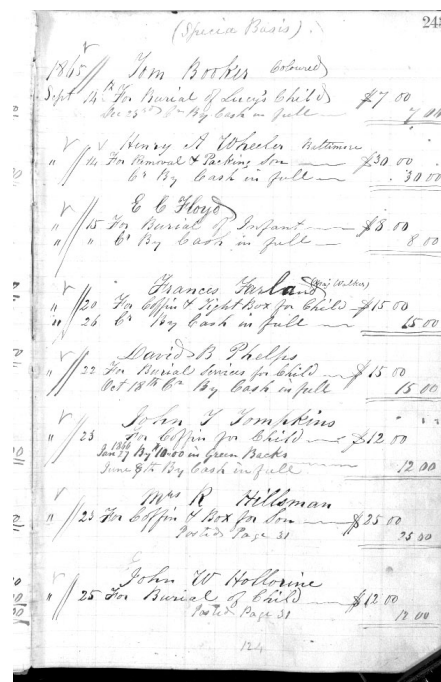 (Special Basis).
243
1865 Tom Booker Coloured
Sept 14th For Burial of Lucy's Child $7 00
Dec 23rd Cr By Cash in full 7 00
Henry A Wheeler Baltimore
" 14 For Removal & Packing Son $30 00
Cr By Cash in full 30 00
E C Floyd
" 15 For Burial of Infant $8 00
" " Cr By Cash in full 8 00
Frances Farland
" 20 For Coffin & Tight Box for Child $15 00
" 26 Cr By Cash in full 15 00
David B Phelps
" 22 For Burial Services for Child $15 00
Oct 18th Cr By Cash in full 15 00
John T Tompkins
" 23 For Coffin for Child $12 00
1866
Jan 27 By $10.00 in Green Backs
June 8th By Cash in full 12 00
Mrs R Hillsman
" 23 For Coffin & Box for Son $25 00
Posted Page 31 25 00
John W Hollorine
" 25 For Burial of Child $12 00
Posted Page 31 12 00
124